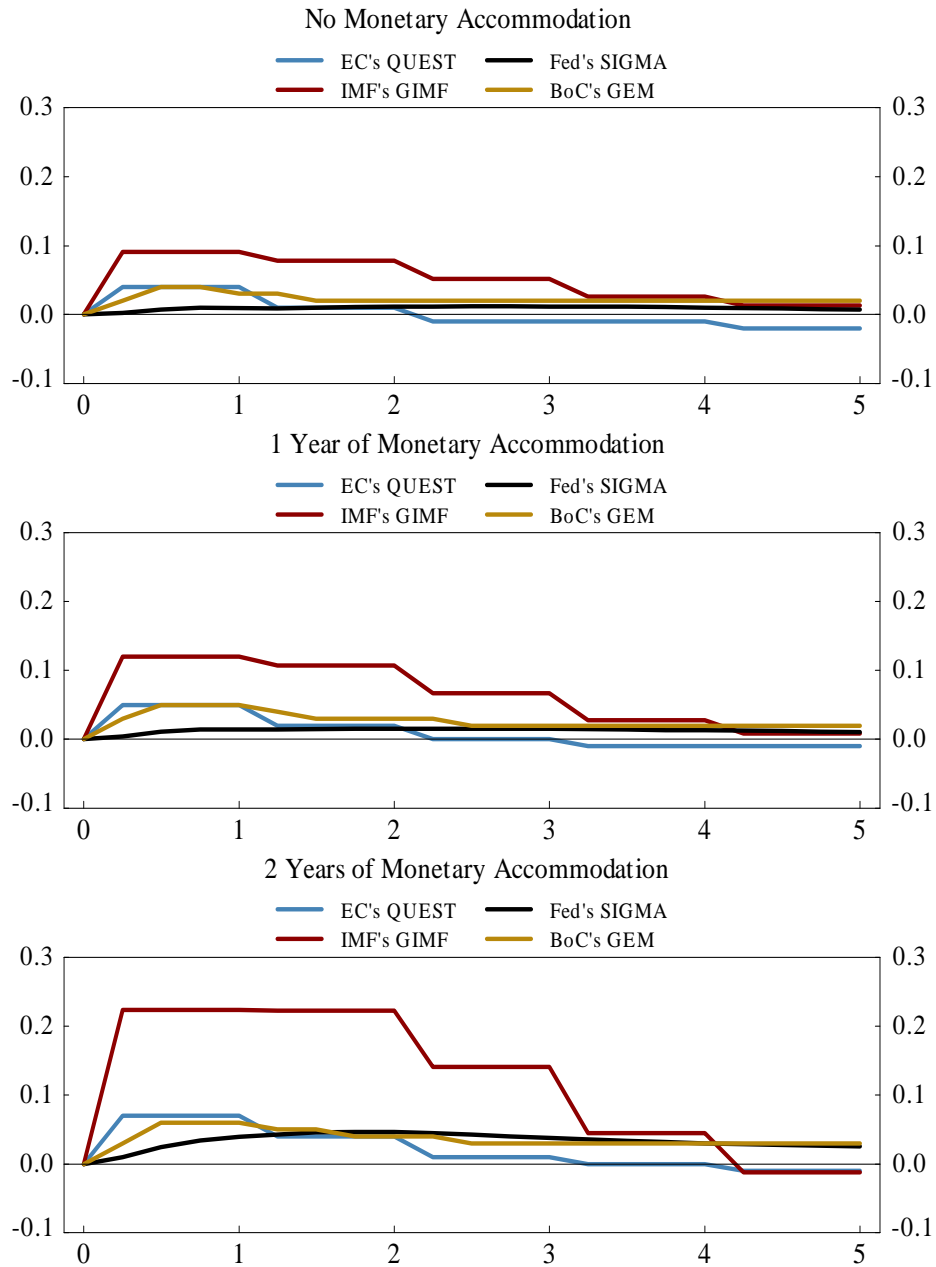 No Monetary Accommodation
EC's QUEST Fed's SIGMA
IMF's GIMF BoC's GEM
0.3 0.3
0.2 0.2
0.1 0.1
0.0 0.0
-0.1 -0.1
0 1 2 3 4 5
1 Year of Monetary Accommodation
EC's QUEST Fed's SIGMA
IMF's GIMF BoC's GEM
0.3 0.3
0.2 0.2
0.1 0.1
0.0 0.0
-0.1 -0.1
0 1 2 3 4 5
2 Years of Monetary Accommodation
EC's QUEST Fed's SIGMA
IMF's GIMF BoC's GEM
0.3 0.3
0.2 0.2
0.1 0.1
0.0 0.0
-0.1 -0.1
0 1 2 3 4 5